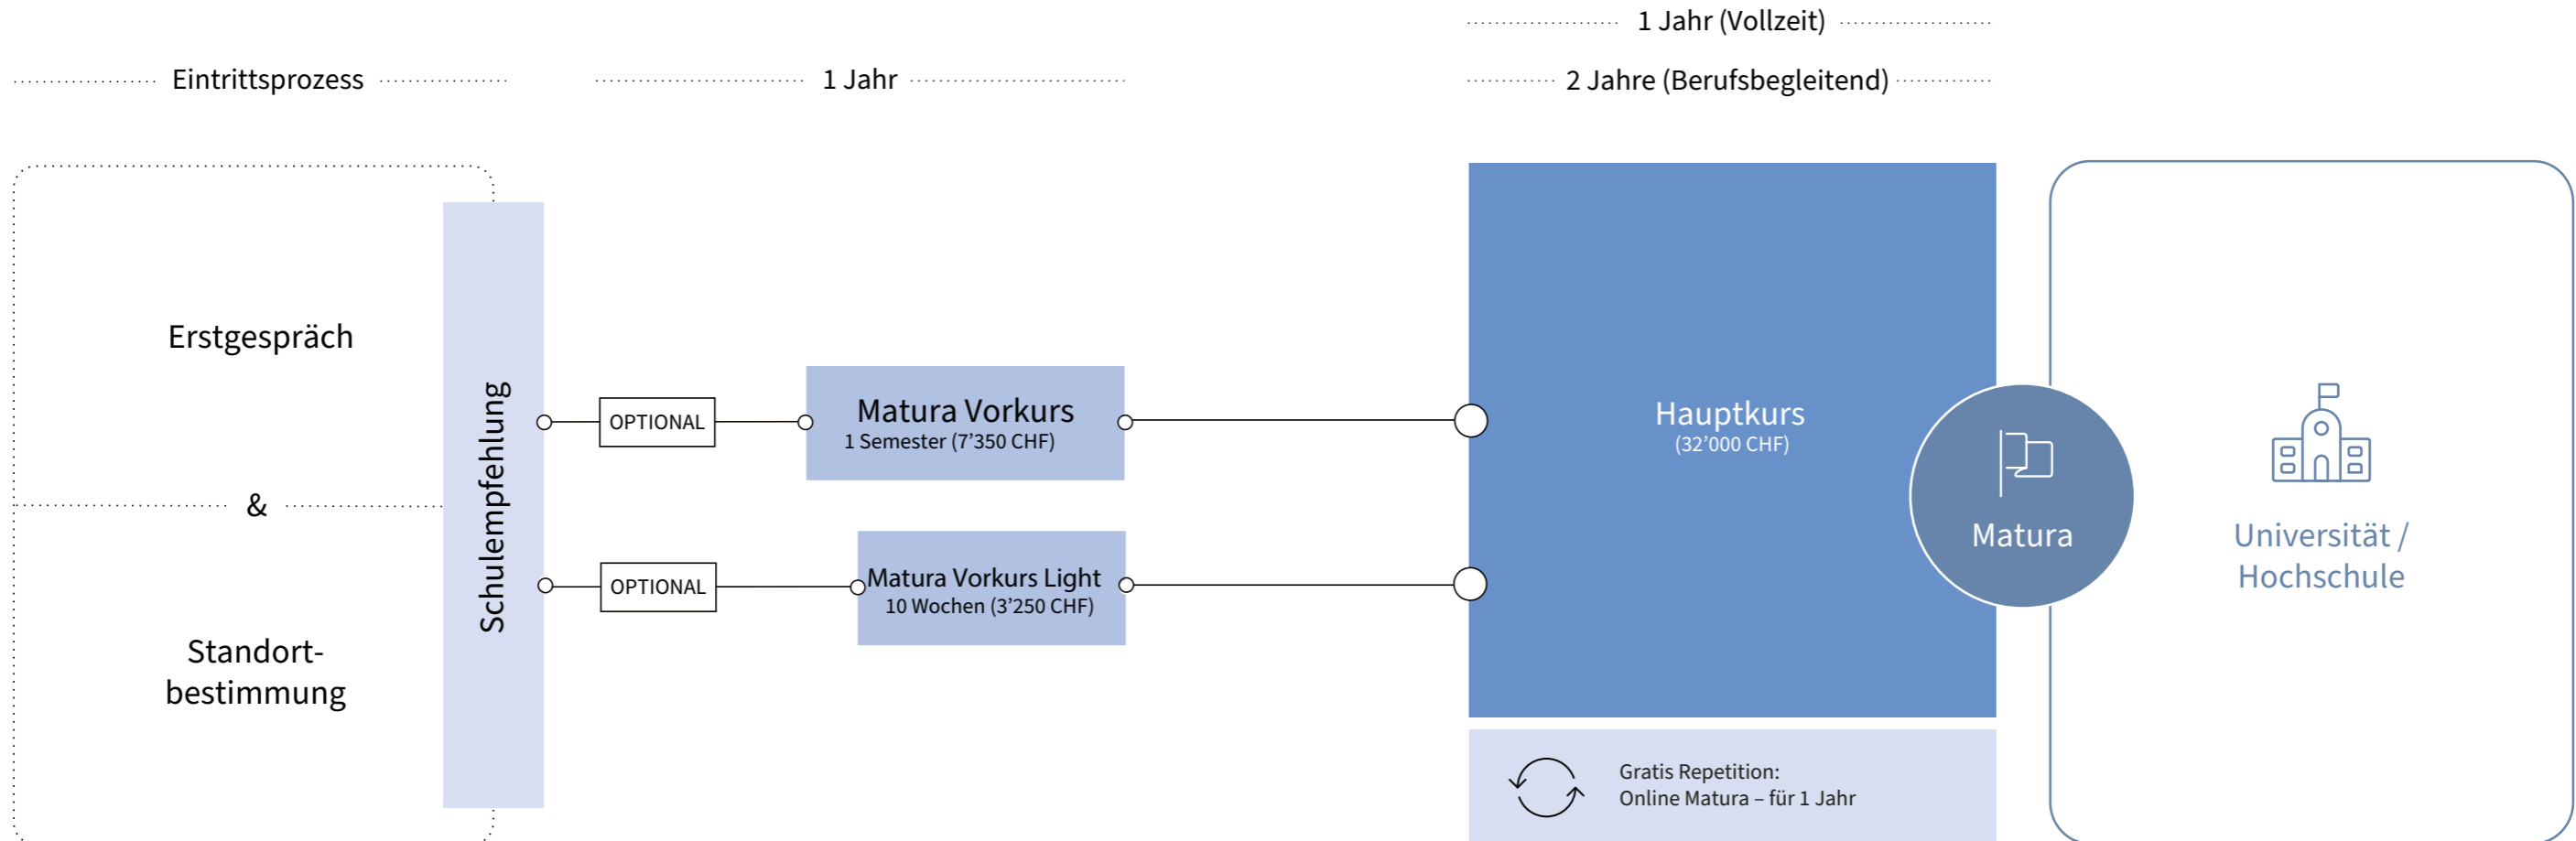 1 Jahr (Vollzeit)
Eintrittsprozess
1 Jahr
2 Jahre (Berufsbegleitend)
Erstgespräch
&
Standort-
bestimmung
Schulempfehlung
OPTIONAL
Matura Vorkurs
1 Semester (7’350 CHF)
OPTIONAL
Matura Vorkurs Light
10 Wochen (3’250 CHF)
Hauptkurs
(32’000 CHF)
Matura
Gratis Repetition:
Online Matura – für 1 Jahr
Universität /
Hochschule